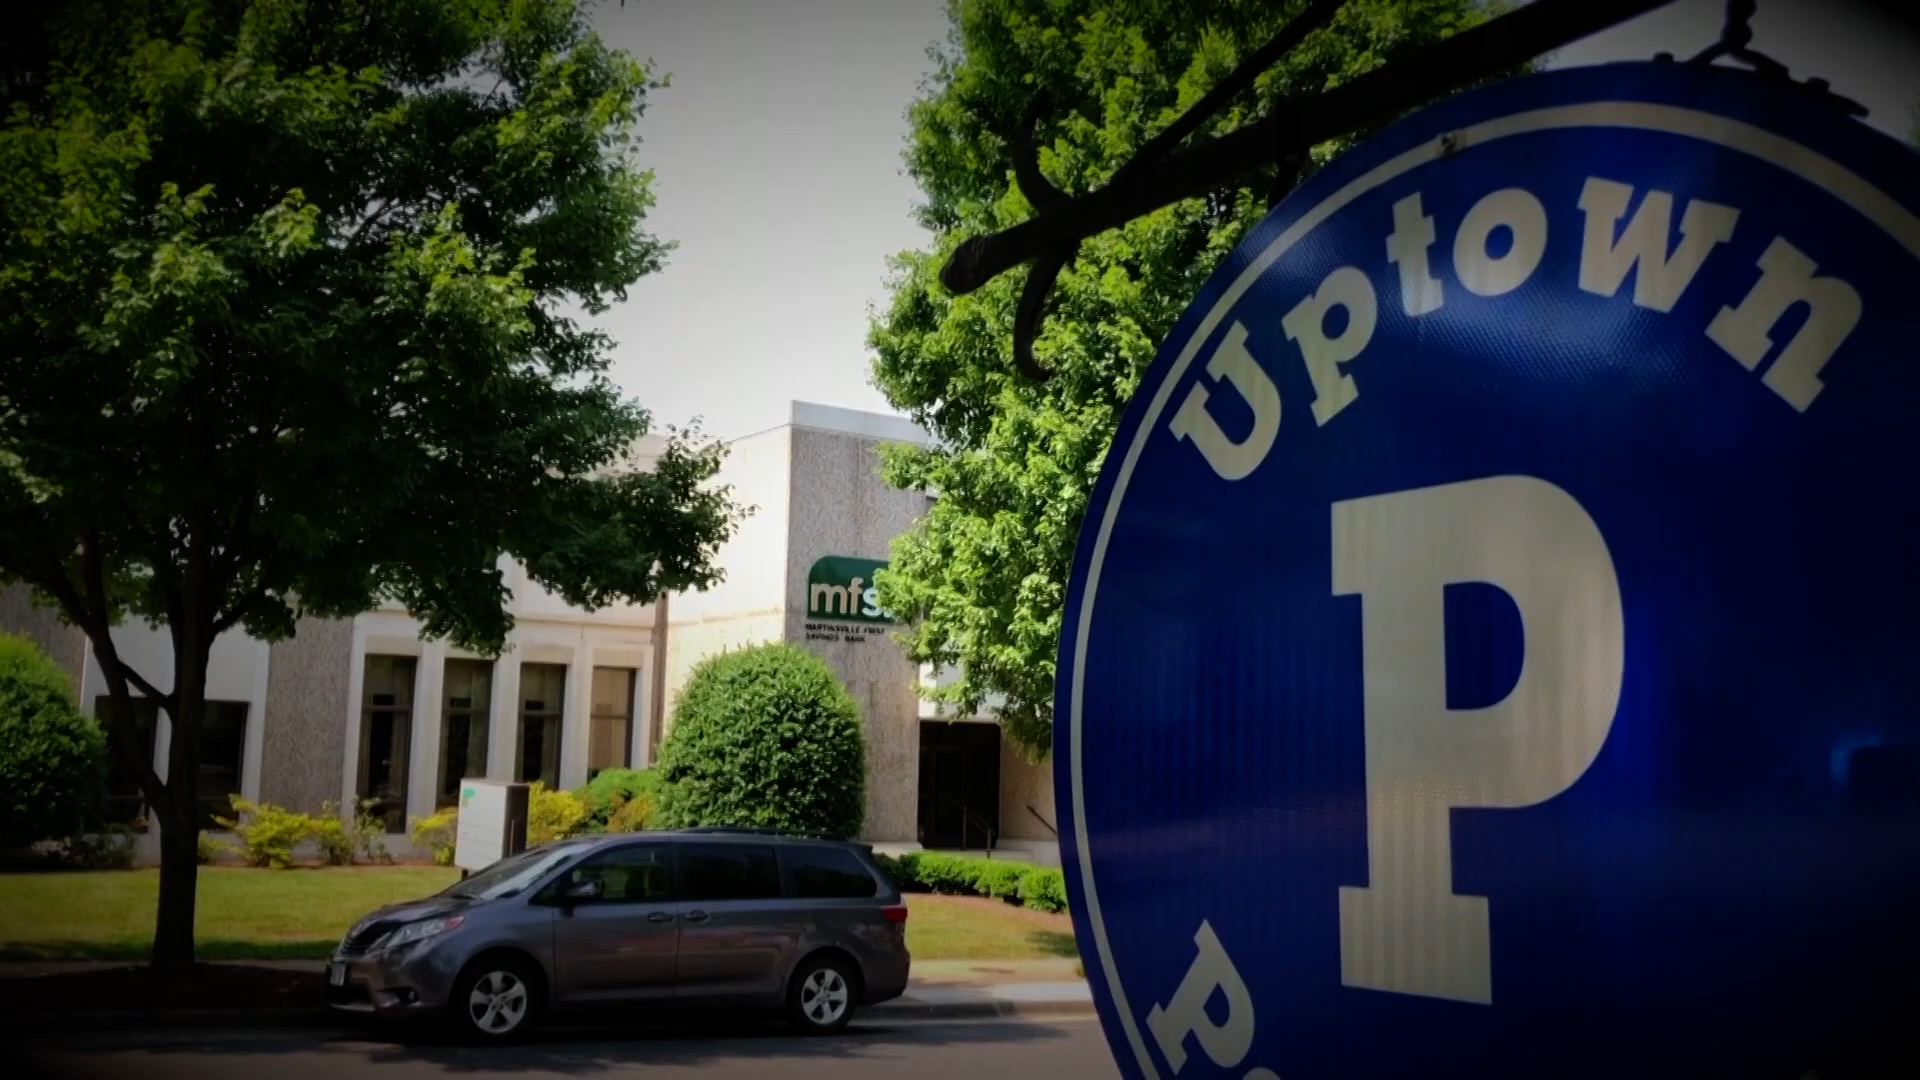 Uptown
P
P
mfs
MARTINSVILLE FIRST
SAVINGS BANK